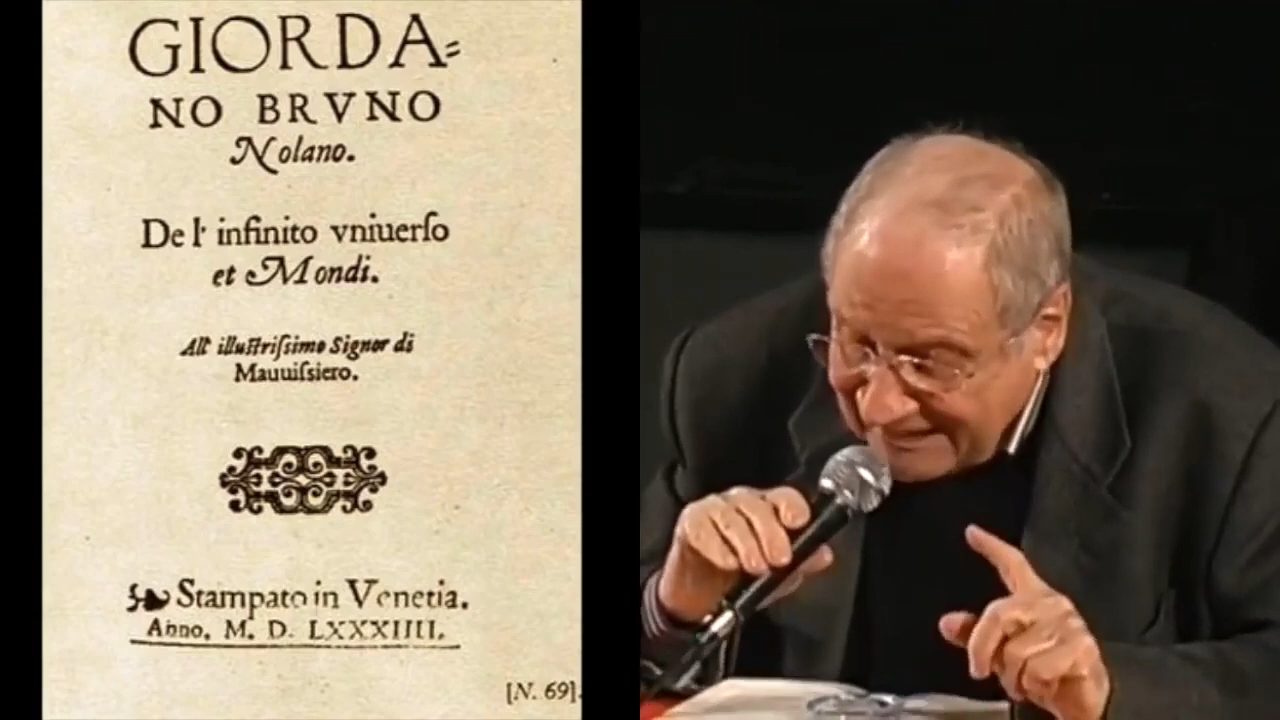 GIORDA=
NO BRVNO
Nolano.
De l' infinito vniuerſo
et Mondi.
All' illuſtriſsimo Signor di
Mauuiſsiero.
Stampato in Venetia.
Anno. M. D. LXXXIIII.
[N. 69].